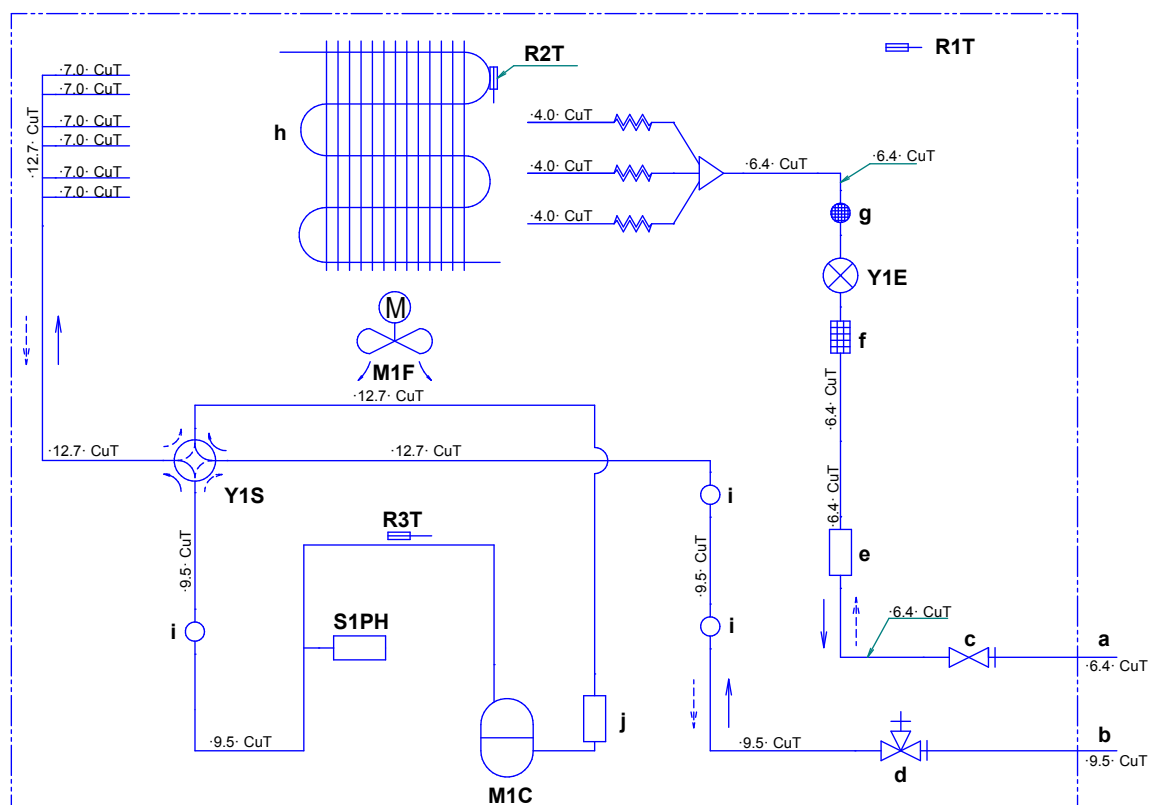 R1T
R2T
·7.0· CuT
·7.0· CuT
·7.0· CuT
·7.0· CuT
·7.0· CuT
·7.0· CuT
·12.7· CuT
h
·4.0· CuT
·4.0· CuT
·4.0· CuT
·6.4· CuT
·6.4· CuT
g
Y1E
f
M
M1F
·12.7· CuT
·12.7· CuT
·12.7· CuT
Y1S
·6.4· CuT
·6.4· CuT
i
R3T
·9.5· CuT
·9.5· CuT
e
S1PH
i
i
·6.4· CuT
c
a
·6.4· CuT
j
·9.5· CuT
·9.5· CuT
d
b
·9.5· CuT
M1C